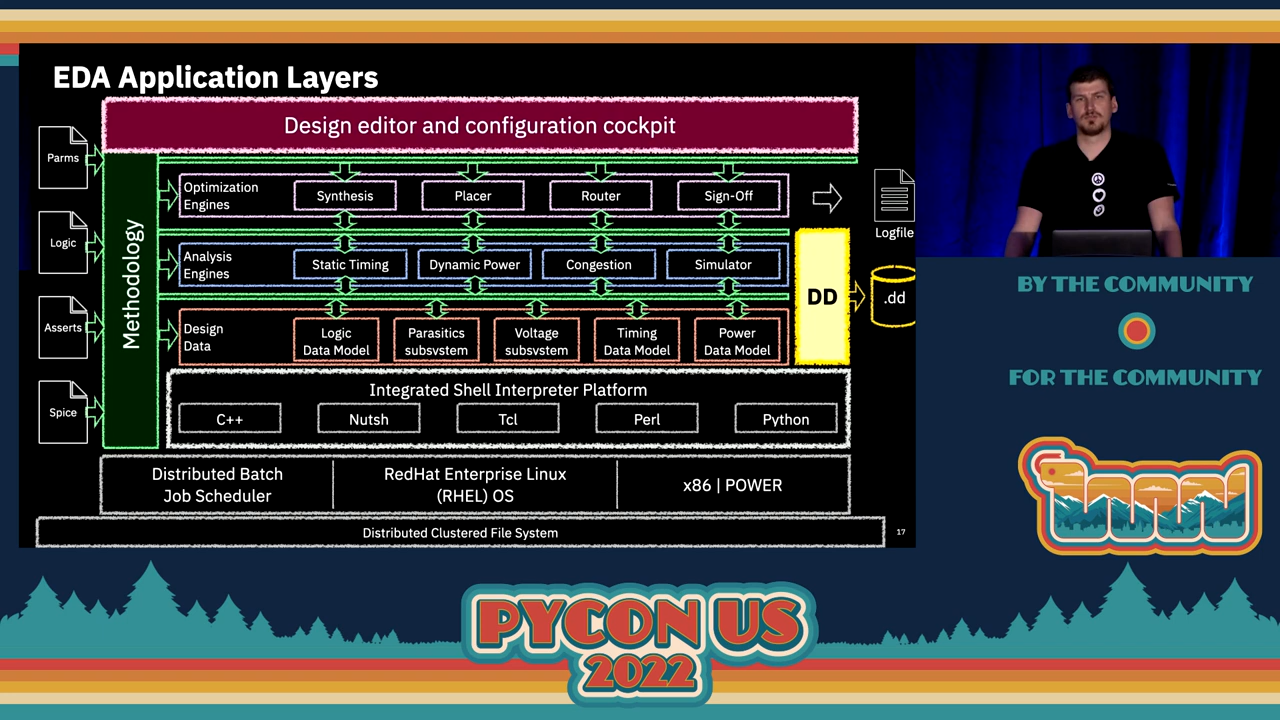 EDA Application Layers
Design editor and configuration cockpit
Parms
Logic
Asserts
Spice
Methodology
Optimization
Engines
Synthesis
Placer
Router
Sign-Off
Analysis
Engines
Static Timing
Dynamic Power
Congestion
Simulator
Design
Data
Logic
Data Model
Parasitics
subsystem
Voltage
subsystem
Timing
Data Model
Power
Data Model
DD
Logfile
.dd
Integrated Shell Interpreter Platform
C++
Nutsh
Tcl
Perl
Python
Distributed Batch
Job Scheduler
RedHat Enterprise Linux
(RHEL) OS
x86 | POWER
Distributed Clustered File System
17
BY THE COMMUNITY
FOR THE COMMUNITY
PYCON US
2022